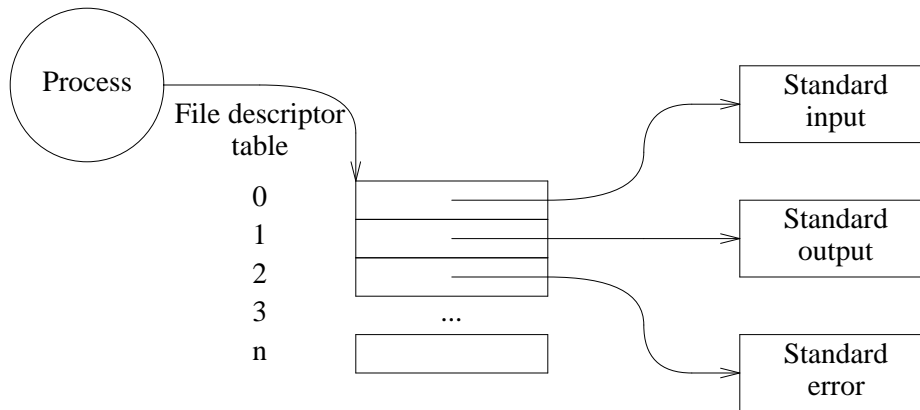 Process
File descriptor
table
0
1
2
3
...
n
Standard
input
Standard
output
Standard
error